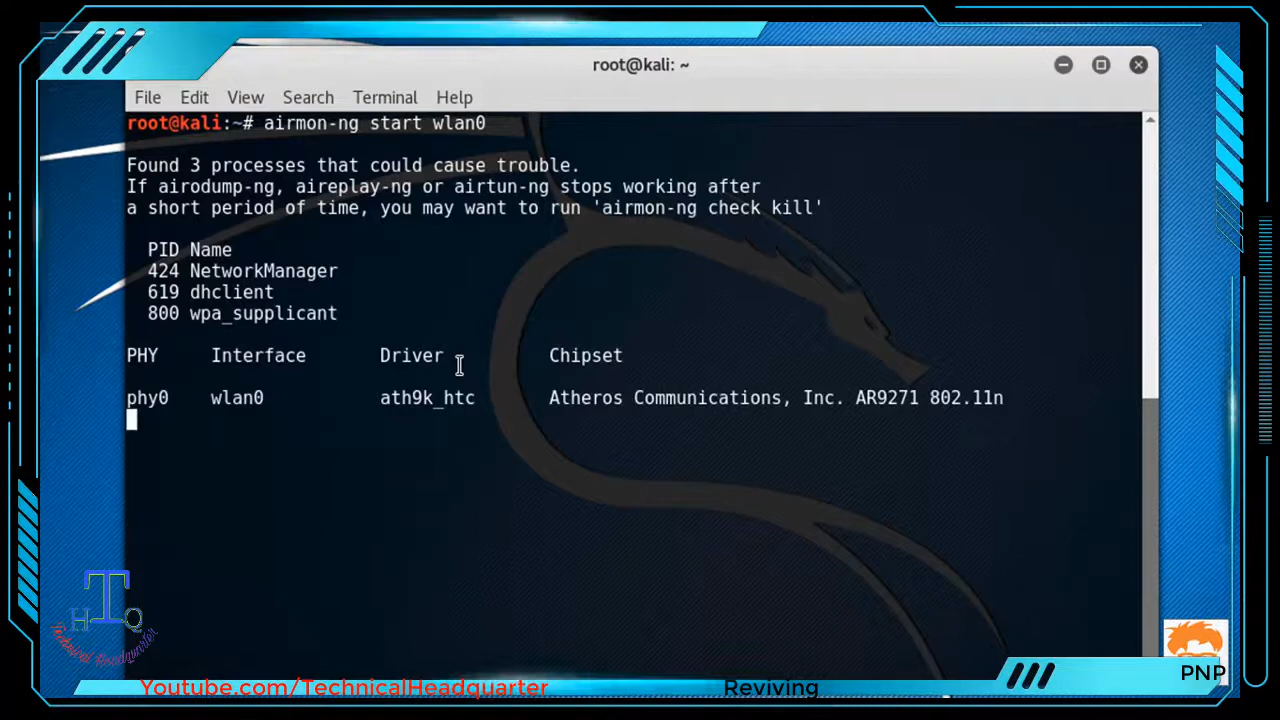 root@kali: ~
File Edit View Search Terminal Help
root@kali:~# airmon-ng start wlan0
Found 3 processes that could cause trouble.
If airodump-ng, aireplay-ng or airtun-ng stops working after
a short period of time, you may want to run 'airmon-ng check kill'
PID Name
424 NetworkManager
619 dhclient
800 wpa_supplicant
PHY Interface Driver Chipset
phy0 wlan0 ath9k_htc Atheros Communications, Inc. AR9271 802.11n
T
H Q
Technical Headqurter
PNP
Youtube.com/TechnicalHeadquarter Reviving